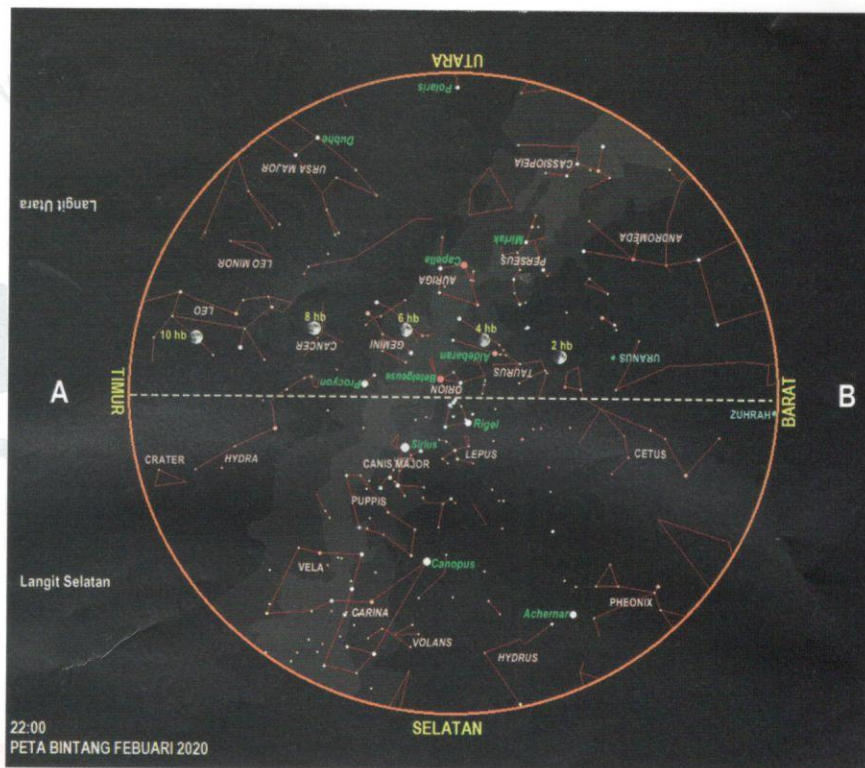 UTARA
Polaris
Dubhe
URSA MAJOR
CASSIOPEIA
Langit Utara
Mirfak
ANDROMEDA
PERSEUS
Capella
LEO MINOR
AURIGA
LEO
8 hb
6 hb
4 hb
10 hb
CANCER
GEMINI
2 hb
Aldebaran
URANUS
TAURUS
TIMUR
Procyon
Betelgeuse
ORION
A
B
BARAT
ZUHRAH
Rigel
Sirius
LEPUS
CETUS
CRATER
HYDRA
CANIS MAJOR
PUPPIS
Canopus
VELA
Langit Selatan
PHEONIX
CARINA
Achernar
VOLANS
HYDRUS
22:00
SELATAN
PETA BINTANG FEBUARI 2020